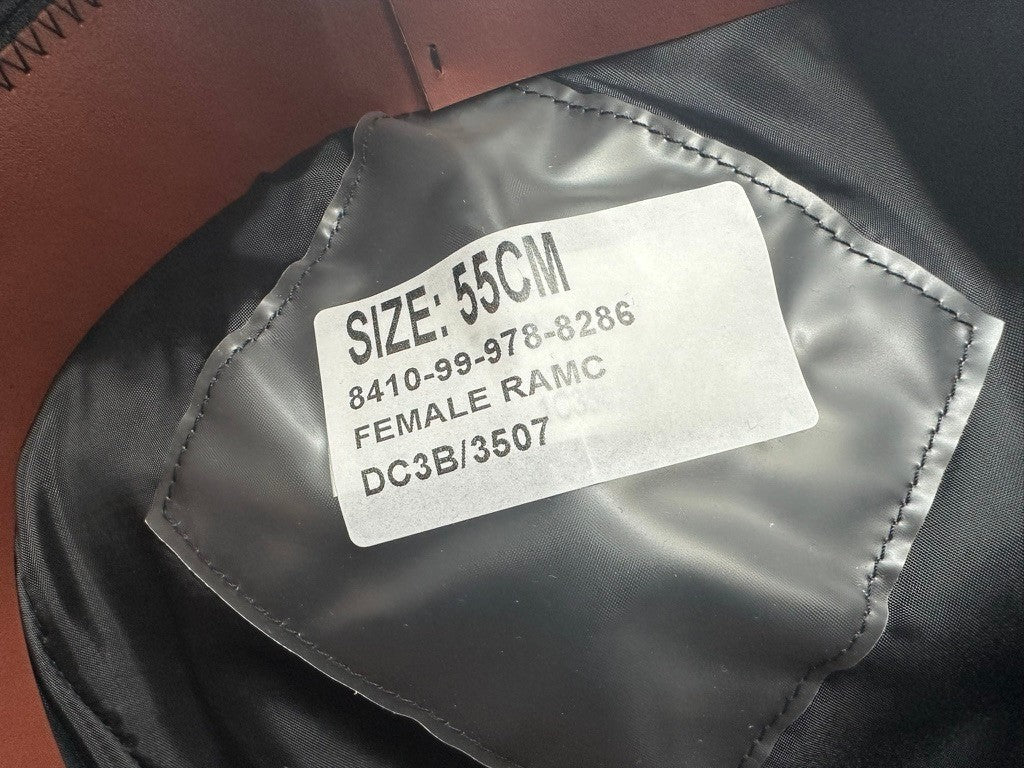 SIZE: 55CM
8410-99-978-8286
FEMALE RAMC
DC3B/3507